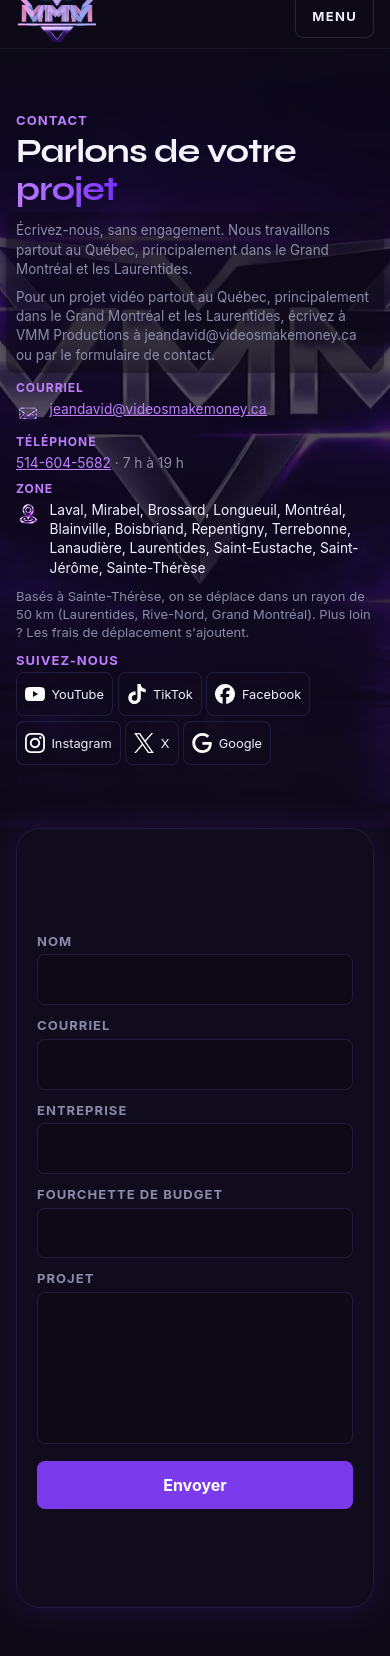 MMM
MENU
CONTACT
Parlons de votre
projet
Écrivez-nous, sans engagement. Nous travaillons
partout au Québec, principalement dans le Grand
Montréal et les Laurentides.
Pour un projet vidéo partout au Québec, principalement
dans le Grand Montréal et les Laurentides, écrivez à
VMM Productions à jeandavid@videosmakemoney.ca
ou par le formulaire de contact.
COURRIEL
jeandavid@videosmakemoney.ca
TÉLÉPHONE
514-604-5682 · 7 h à 19 h
ZONE
Laval, Mirabel, Brossard, Longueuil, Montréal,
Blainville, Boisbriand, Repentigny, Terrebonne,
Lanaudière, Laurentides, Saint-Eustache, Saint-
Jérôme, Sainte-Thérèse
Basés à Sainte-Thérèse, on se déplace dans un rayon de
50 km (Laurentides, Rive-Nord, Grand Montréal). Plus loin
? Les frais de déplacement s'ajoutent.
SUIVEZ-NOUS
YouTube
TikTok
Facebook
Instagram
X
Google
NOM
COURRIEL
ENTREPRISE
FOURCHETTE DE BUDGET
PROJET
Envoyer